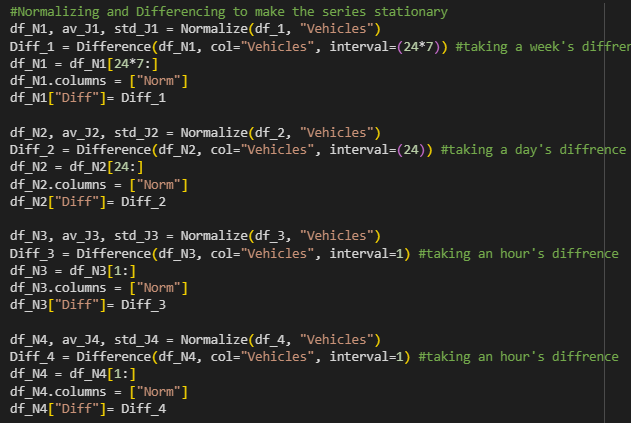 #Normalizing and Differencing to make the series stationary
df_N1, av_J1, std_J1 = Normalize(df_1, "Vehicles")
Diff_1 = Difference(df_N1, col="Vehicles", interval=(24*7)) #taking a week's diffren
df_N1 = df_N1[24*7:]
df_N1.columns = ["Norm"]
df_N1["Diff"]= Diff_1

df_N2, av_J2, std_J2 = Normalize(df_2, "Vehicles")
Diff_2 = Difference(df_N2, col="Vehicles", interval=(24)) #taking a day's diffrence
df_N2 = df_N2[24:]
df_N2.columns = ["Norm"]
df_N2["Diff"]= Diff_2

df_N3, av_J3, std_J3 = Normalize(df_3, "Vehicles")
Diff_3 = Difference(df_N3, col="Vehicles", interval=1) #taking an hour's diffrence
df_N3 = df_N3[1:]
df_N3.columns = ["Norm"]
df_N3["Diff"]= Diff_3

df_N4, av_J4, std_J4 = Normalize(df_4, "Vehicles")
Diff_4 = Difference(df_N4, col="Vehicles", interval=1) #taking an hour's diffrence
df_N4 = df_N4[1:]
df_N4.columns = ["Norm"]
df_N4["Diff"]= Diff_4